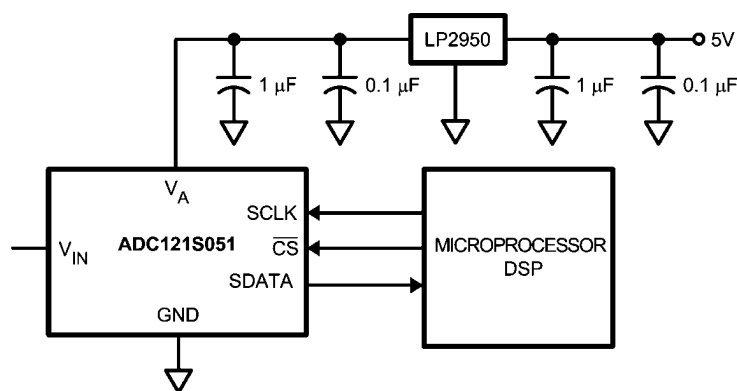 LP2950
5V
1 µF
0.1 µF
1 µF
0.1 µF
V_A
SCLK
ADC121S051
V_IN
C̅S̅
SDATA
GND
MICROPROCESSOR
DSP